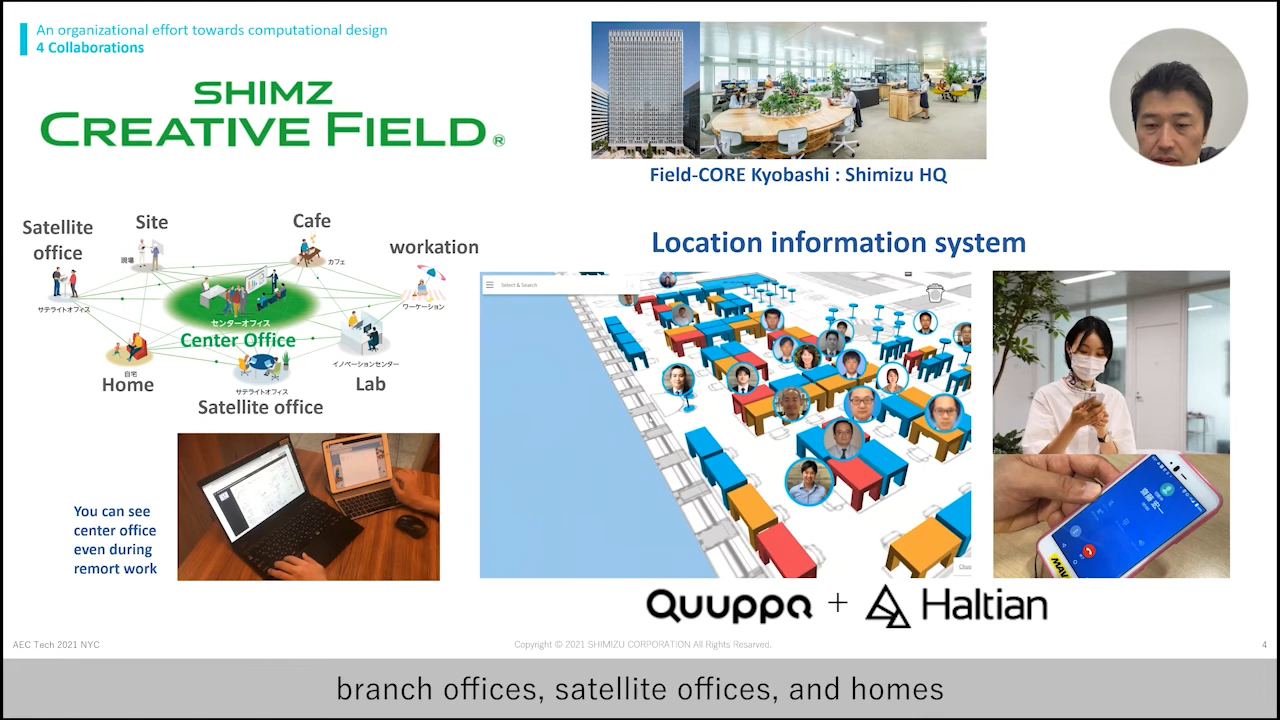 An organizational effort towards computational design
4 Collaborations
SHIMZ
CREATIVE FIELD®
Field-CORE Kyobashi : Shimizu HQ
Satellite
office
Site
Cafe
workation
現場
カフェ
サテライトオフィス
ワーケーション
センターオフィス
Center Office
自宅
Home
イノベーションセンター
Lab
サテライトオフィス
Satellite office
Location information system
Select & Search
You can see
center office
even during
remort work
Quuppa + Haltian
AEC Tech 2021 NYC
Copyright © 2021 SHIMIZU CORPORATION All Rights Reserved.
4
branch offices, satellite offices, and homes